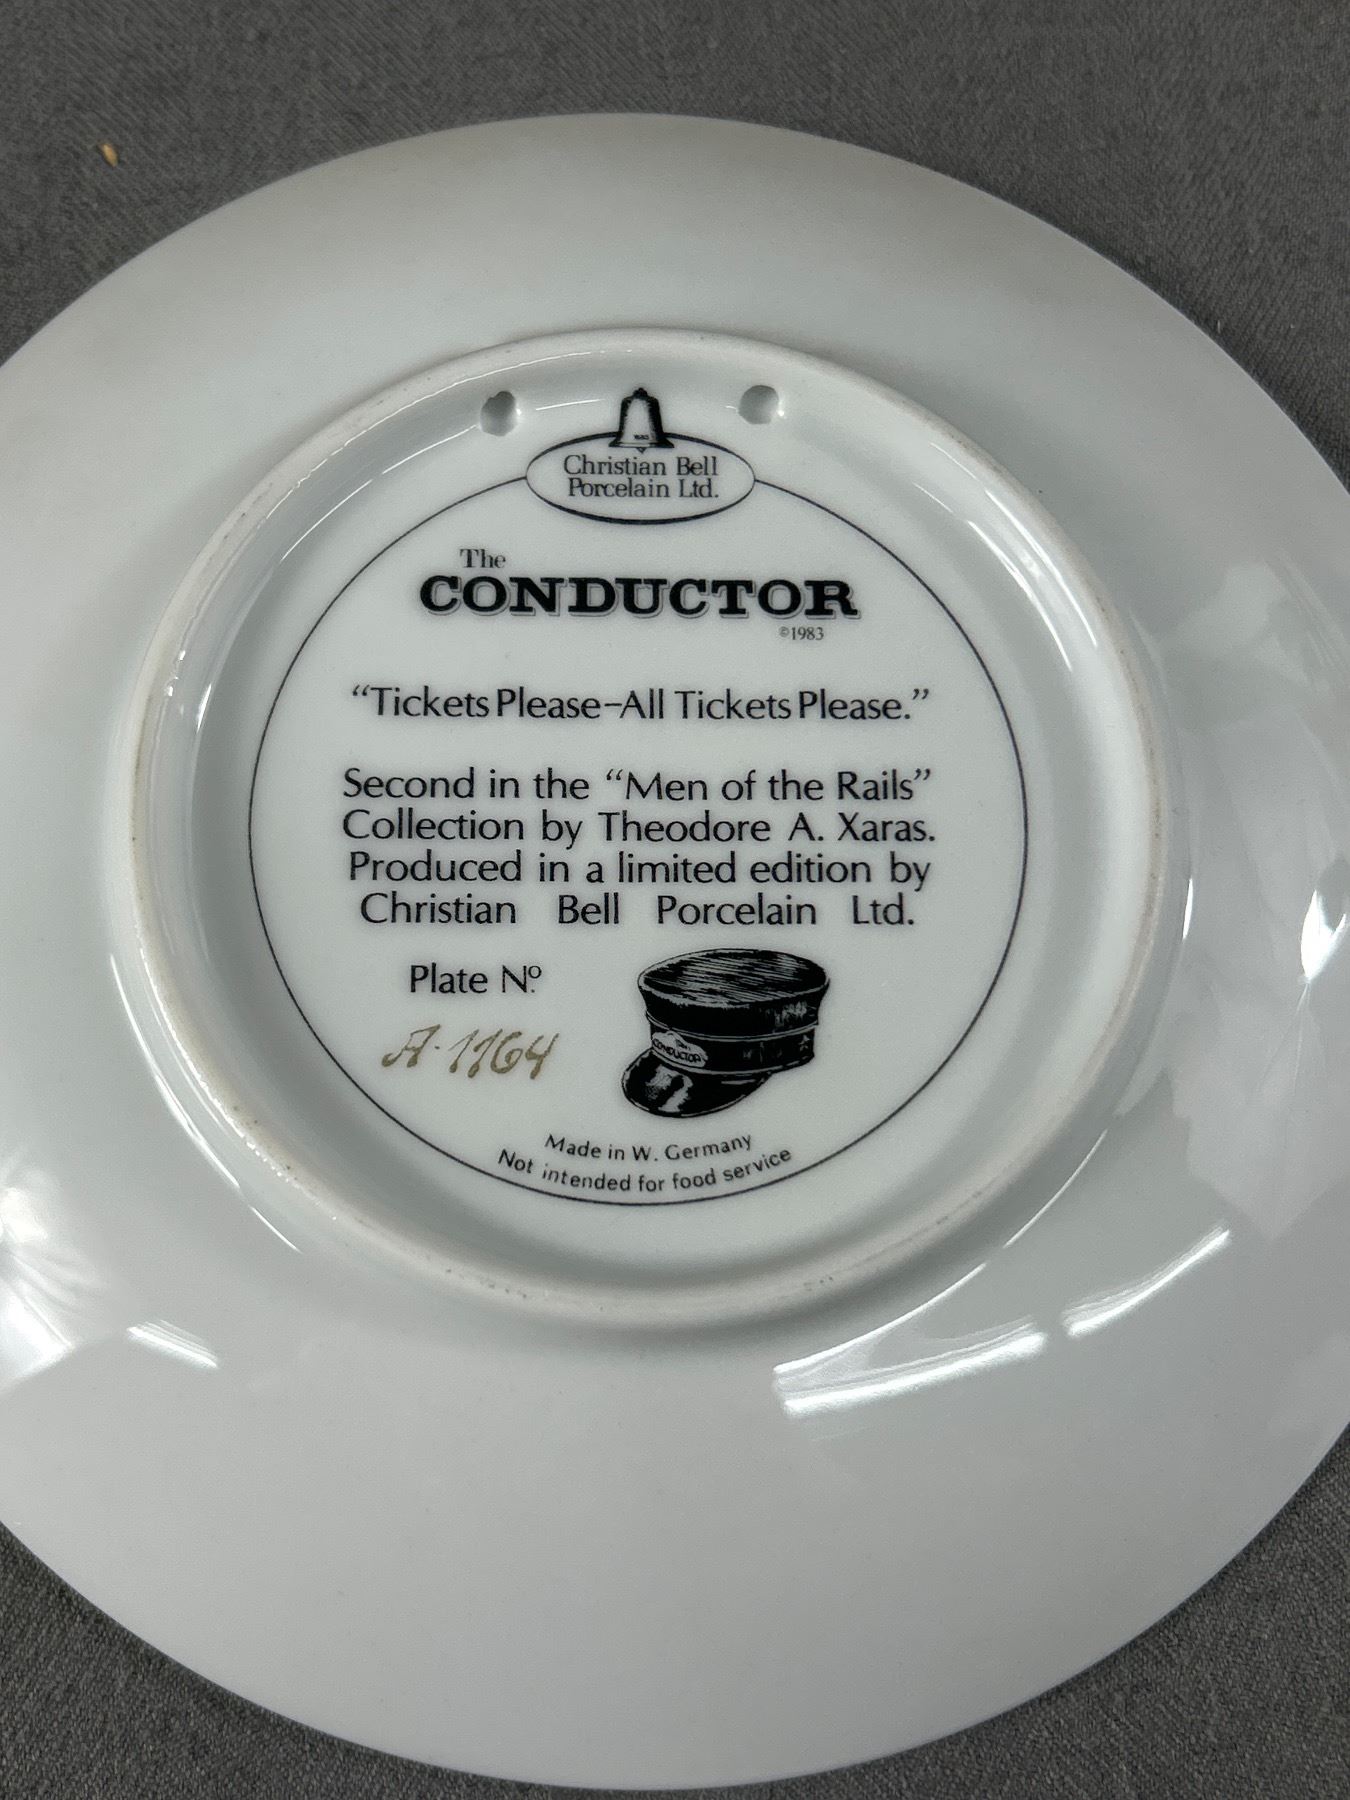 Christian Bell
Porcelain Ltd.
The
CONDUCTOR
©1983
“Tickets Please–All Tickets Please.”
Second in the “Men of the Rails”
Collection by Theodore A. Xaras.
Produced in a limited edition by
Christian Bell Porcelain Ltd.
Plate Nº
A-1164
CONDUCTOR
Made in W. Germany
Not intended for food service